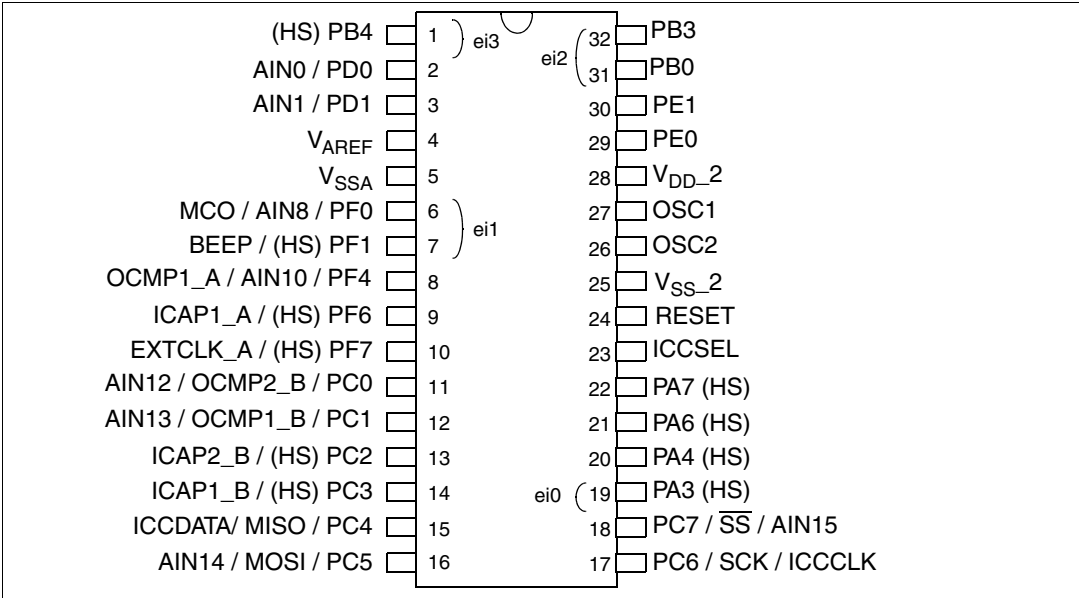 (HS) PB4 1 ei3 ei2 32 PB3
AIN0 / PD0 2 31 PB0
AIN1 / PD1 3 30 PE1
VAREF 4 29 PE0
VSSA 5 28 VDD_2
MCO / AIN8 / PF0 6 27 OSC1
BEEP / (HS) PF1 7 ei1 26 OSC2
OCMP1_A / AIN10 / PF4 8 25 VSS_2
ICAP1_A / (HS) PF6 9 24 RESET
EXTCLK_A / (HS) PF7 10 23 ICCSEL
AIN12 / OCMP2_B / PC0 11 22 PA7 (HS)
AIN13 / OCMP1_B / PC1 12 21 PA6 (HS)
ICAP2_B / (HS) PC2 13 20 PA4 (HS)
ICAP1_B / (HS) PC3 14 ei0 19 PA3 (HS)
ICCDATA/ MISO / PC4 15 18 PC7 / SS / AIN15
AIN14 / MOSI / PC5 16 17 PC6 / SCK / ICCCLK